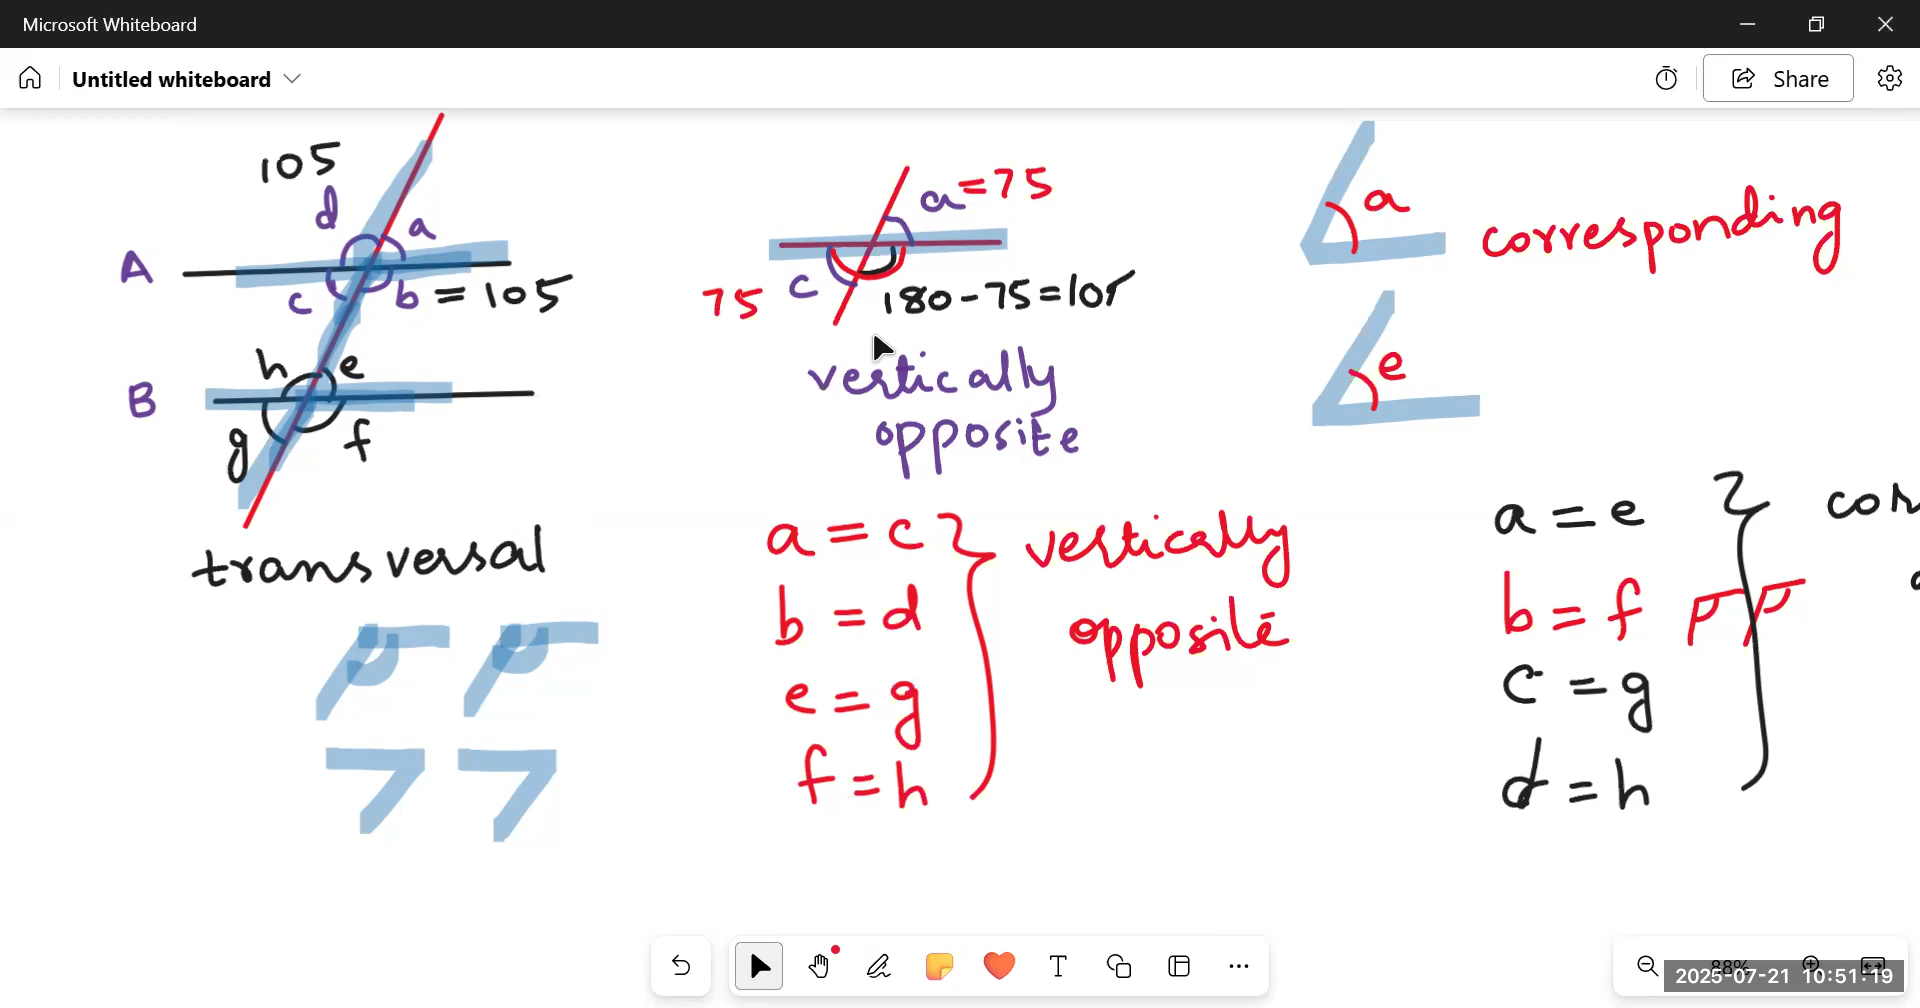 Microsoft Whiteboard
Untitled whiteboard
Share
105
d
a
A
c
b = 105
h
e
B
g
f
transversal
a = 75
75
c
180 - 75 = 105
vertically
opposite
a
corresponding
e
a = c
b = d
e = g
f = h
vertically
opposite
a = e
b = f
c = g
d = h
88%
2025-07-21 10:51:19